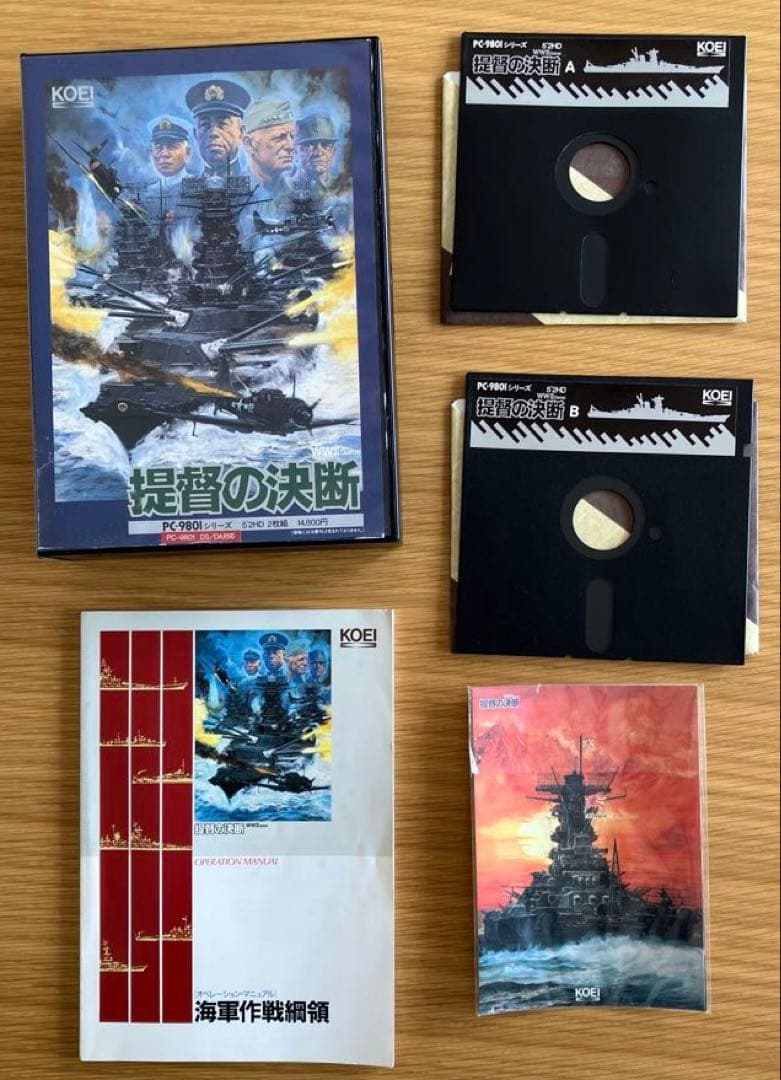 KOEI
WWII Game
提督の決断
PC-9801シリーズ 5"2HD 2枚組 14,800円
PC-9801 DS/DA対応
PC-9801シリーズ 5"2HD
WWII Game
提督の決断 A
KOEI
PC-9801シリーズ 5"2HD
WWII Game
提督の決断 B
KOEI
KOEI
提督の決断
OPERATION MANUAL
[オペレーション・マニュアル]
海軍作戦綱領
提督の決断
KOEI